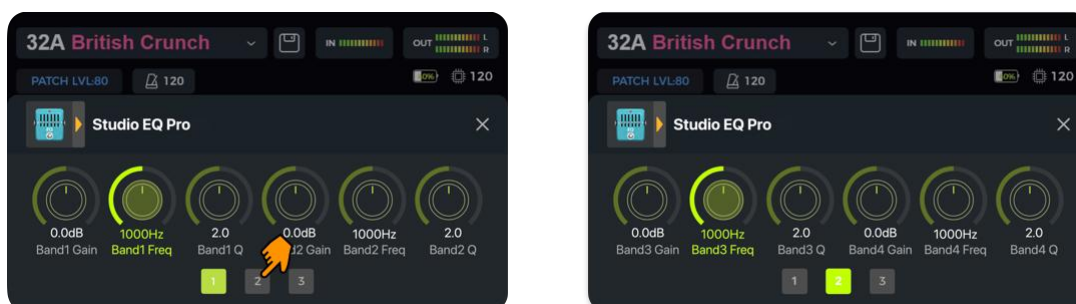 32A British Crunch IN OUT L R
PATCH LVL:80 120 0% 120
Studio EQ Pro
0.0dB 1000Hz 2.0 0.0dB 1000Hz 2.0
Band1 Gain Band1 Freq Band1 Q d2 Gain Band2 Freq Band2 Q
1 2 3
32A British Crunch IN OUT L R
PATCH LVL:80 120 0% 120
Studio EQ Pro
0.0dB 1000Hz 2.0 0.0dB 1000Hz 2.0
Band3 Gain Band3 Freq Band3 Q Band4 Gain Band4 Freq Band4 Q
1 2 3